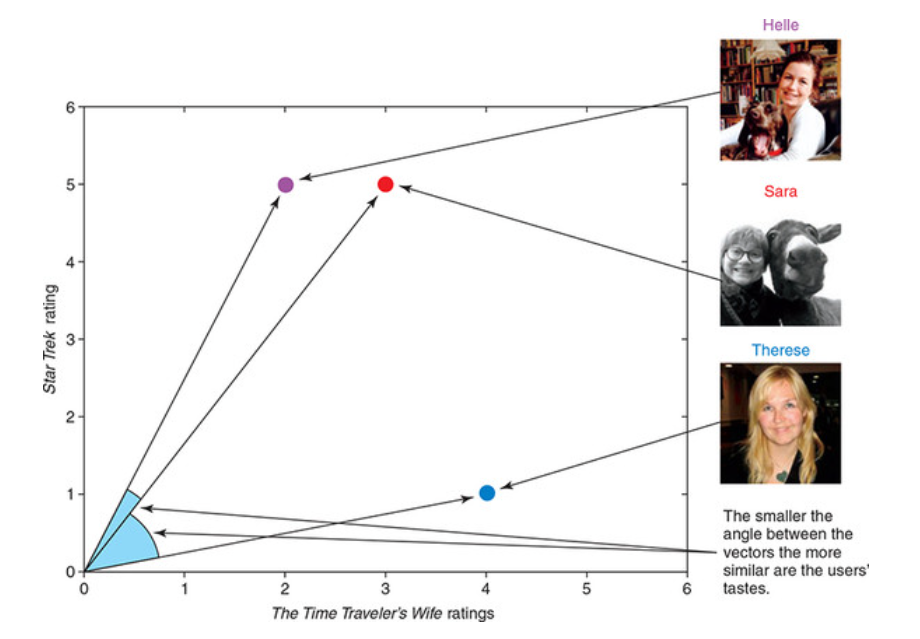 Helle
Sara
Therese
6
5
4
3
2
1
0
Star Trek rating
0
1
2
3
4
5
6
The Time Traveler's Wife ratings
The smaller the
angle between the
vectors the more
similar are the users'
tastes.